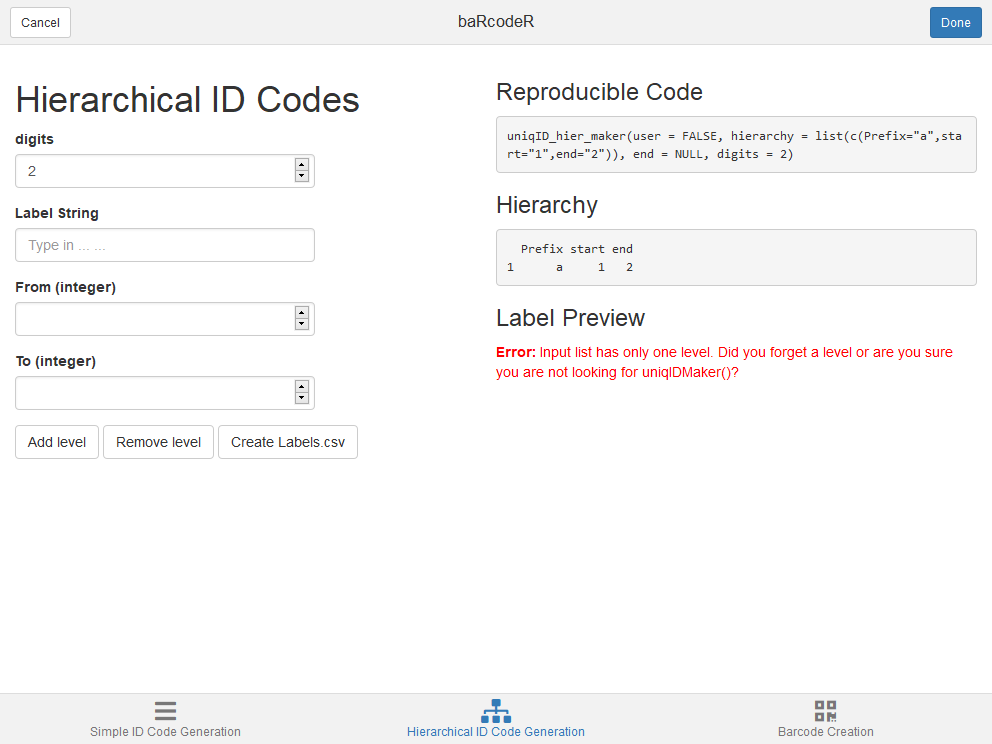 Cancel
baRcodeR
Done
Hierarchical ID Codes
digits
2
Label String
Type in ... ...
From (integer)
To (integer)
Add level
Remove level
Create Labels.csv
Reproducible Code
uniqID_hier_maker(user = FALSE, hierarchy = list(c(Prefix="a",sta
rt="1",end="2")), end = NULL, digits = 2)
Hierarchy
Prefix start end
1 a 1 2
Label Preview
Error: Input list has only one level. Did you forget a level or are you sure
you are not looking for uniqIDMaker()?
Simple ID Code Generation
Hierarchical ID Code Generation
Barcode Creation